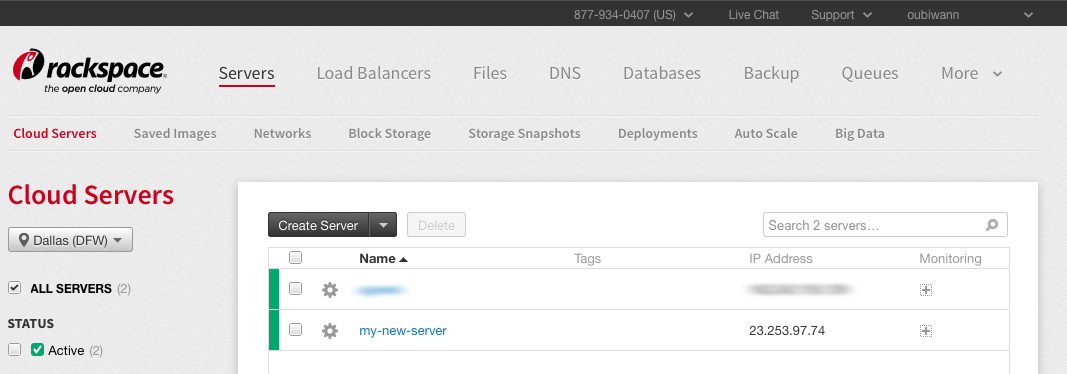 877-934-0407 (US) Live Chat Support oubiwann
rackspace.
the open cloud company
Servers Load Balancers Files DNS Databases Backup Queues More
Cloud Servers Saved Images Networks Block Storage Storage Snapshots Deployments Auto Scale Big Data
Cloud Servers
Create Server Delete Search 2 servers...
Dallas (DFW)
Name Tags IP Address Monitoring
ALL SERVERS (2)
STATUS
my-new-server 23.253.97.74
Active (2)